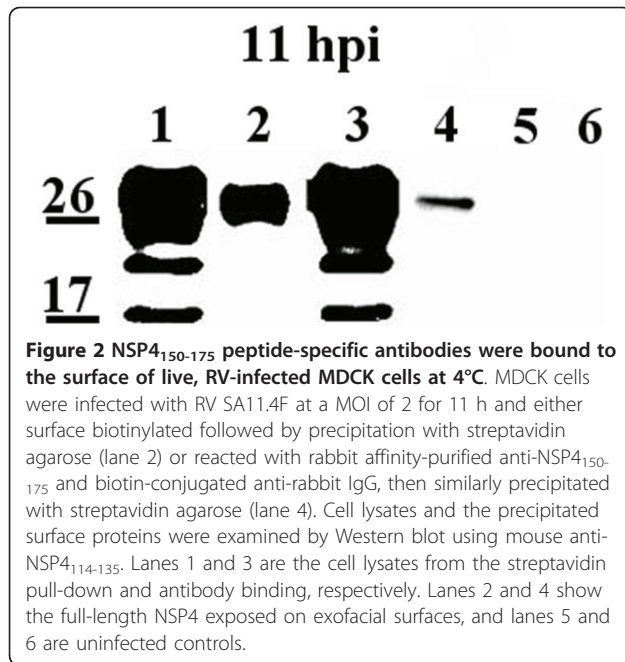 11 hpi
1 2 3 4 5 6
26
17
Figure 2 NSP4150-175 peptide-specific antibodies were bound to
the surface of live, RV-infected MDCK cells at 4°C. MDCK cells
were infected with RV SA11.4F at a MOI of 2 for 11 h and either
surface biotinylated followed by precipitation with streptavidin
agarose (lane 2) or reacted with rabbit affinity-purified anti-NSP4150-
175 and biotin-conjugated anti-rabbit IgG, then similarly precipitated
with streptavidin agarose (lane 4). Cell lysates and the precipitated
surface proteins were examined by Western blot using mouse anti-
NSP4114-135. Lanes 1 and 3 are the cell lysates from the streptavidin
pull-down and antibody binding, respectively. Lanes 2 and 4 show
the full-length NSP4 exposed on exofacial surfaces, and lanes 5 and
6 are uninfected controls.